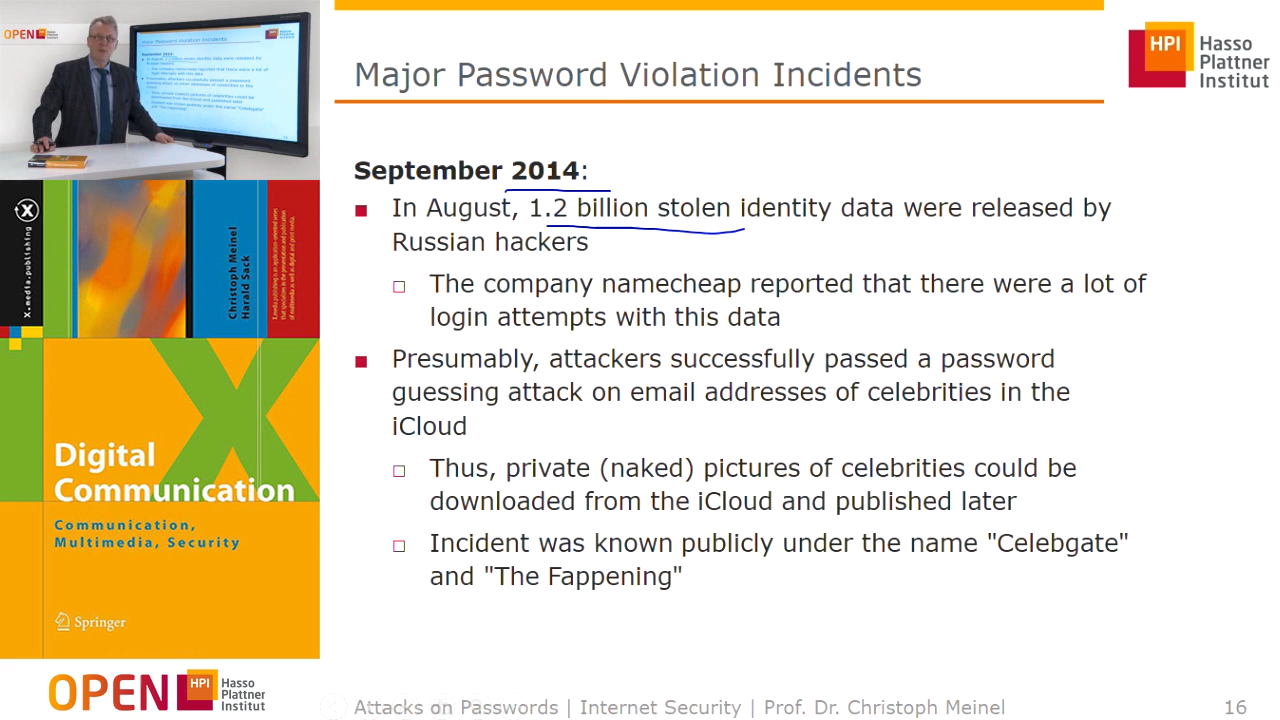 OPEN HPI
Major Password Violation Incidents
HPI Hasso
Plattner
Institut
September 2014:
■ In August, 1.2 billion stolen identity data were released by
Russian hackers
□ The company namecheap reported that there were a lot of
login attempts with this data
■ Presumably, attackers successfully passed a password
guessing attack on email addresses of celebrities in the
iCloud
□ Thus, private (naked) pictures of celebrities could be
downloaded from the iCloud and published later
□ Incident was known publicly under the name "Celebgate"
and "The Fappening"
X.media.publishing
Christoph Meinel
Harald Sack
Digital
Communication
Communication,
Multimedia, Security
Springer
OPEN HPI Hasso
Plattner
Institut
Attacks on Passwords | Internet Security | Prof. Dr. Christoph Meinel
16